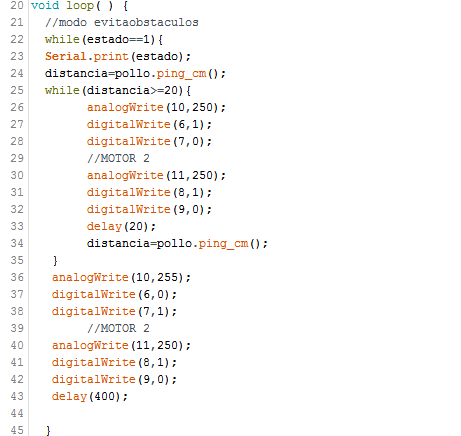 20 void loop( ) {
21 //modo evitaobstaculos
22 while(estado==1){
23 Serial.print(estado);
24 distancia=pollo.ping_cm();
25 while(distancia>=20){
26 analogWrite(10,250);
27 digitalWrite(6,1);
28 digitalWrite(7,0);
29 //MOTOR 2
30 analogWrite(11,250);
31 digitalWrite(8,1);
32 digitalWrite(9,0);
33 delay(20);
34 distancia=pollo.ping_cm();
35 }
36 analogWrite(10,255);
37 digitalWrite(6,0);
38 digitalWrite(7,1);
39 //MOTOR 2
40 analogWrite(11,250);
41 digitalWrite(8,1);
42 digitalWrite(9,0);
43 delay(400);
44
45 }